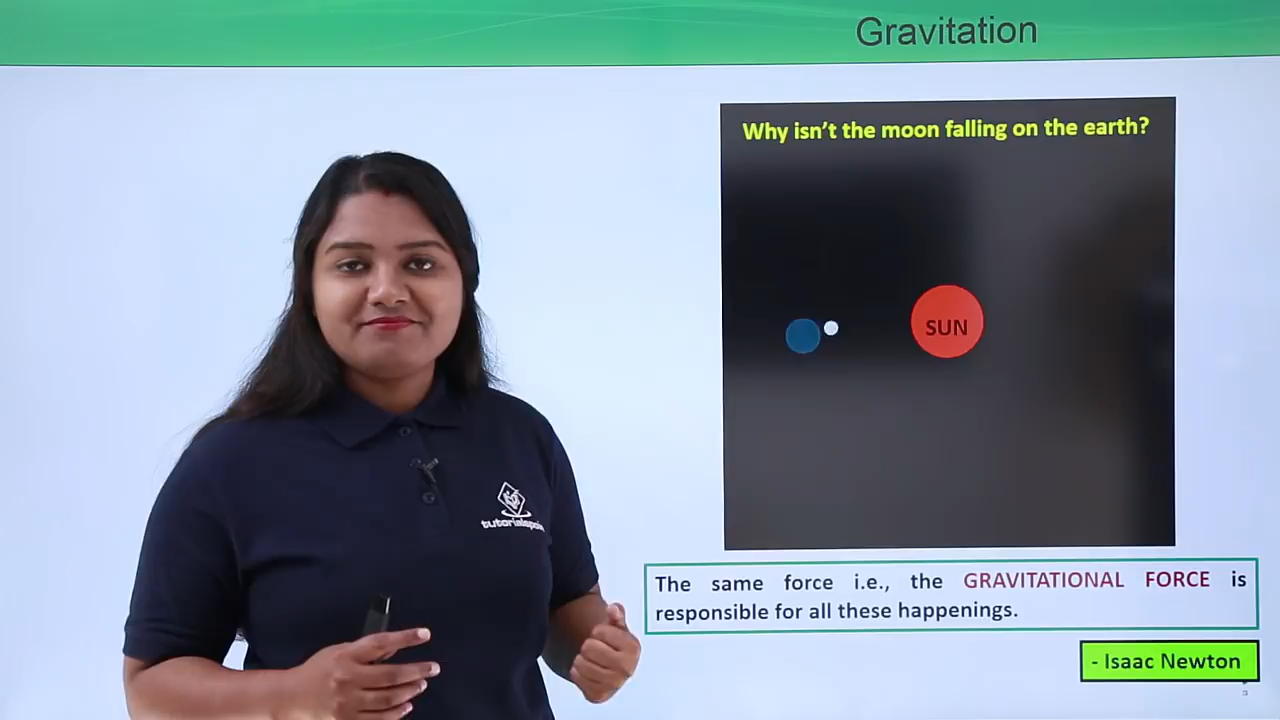 Gravitation
Why isn't the moon falling on the earth?
SUN
tutorialspoin
The same force i.e., the GRAVITATIONAL FORCE is
responsible for all these happenings.
- Isaac Newton